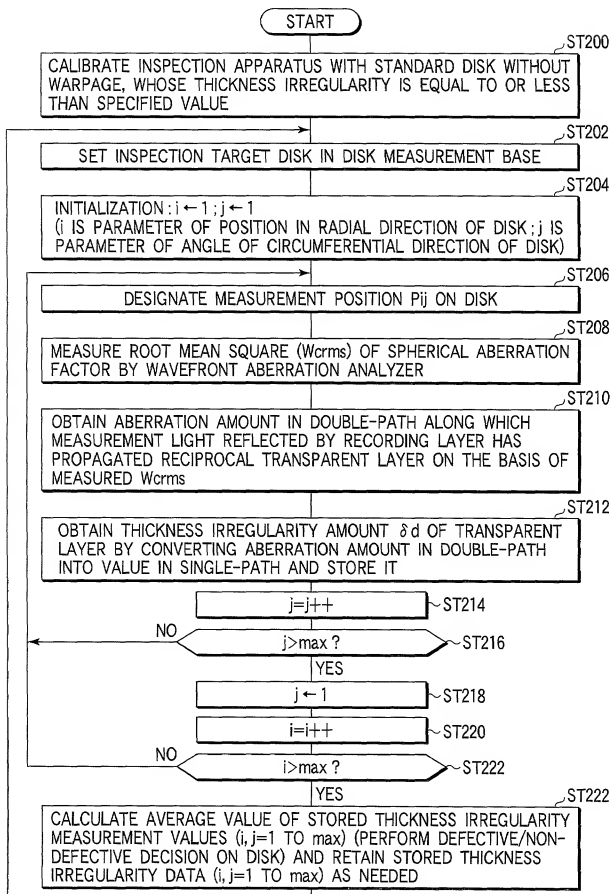 START
ST200
CALIBRATE INSPECTION APPARATUS WITH STANDARD DISK WITHOUT
WARPAGE, WHOSE THICKNESS IRREGULARITY IS EQUAL TO OR LESS
THAN SPECIFIED VALUE
ST202
SET INSPECTION TARGET DISK IN DISK MEASUREMENT BASE
ST204
INITIALIZATION : i ← 1 ; j ← 1
(i IS PARAMETER OF POSITION IN RADIAL DIRECTION OF DISK ; j IS
PARAMETER OF ANGLE OF CIRCUMFERENTIAL DIRECTION OF DISK)
ST206
DESIGNATE MEASUREMENT POSITION Pij ON DISK
ST208
MEASURE ROOT MEAN SQUARE (Wcrms) OF SPHERICAL ABERRATION
FACTOR BY WAVEFRONT ABERRATION ANALYZER
ST210
OBTAIN ABERRATION AMOUNT IN DOUBLE-PATH ALONG WHICH
MEASUREMENT LIGHT REFLECTED BY RECORDING LAYER HAS
PROPAGATED RECIPROCAL TRANSPARENT LAYER ON THE BASIS OF
MEASURED Wcrms
ST212
OBTAIN THICKNESS IRREGULARITY AMOUNT δd OF TRANSPARENT
LAYER BY CONVERTING ABERRATION AMOUNT IN DOUBLE-PATH
INTO VALUE IN SINGLE-PATH AND STORE IT
j=j++ ST214
NO
j>max ? ST216
YES
j ← 1 ST218
i=i++ ST220
NO
i>max ? ST222
YES
ST222
CALCULATE AVERAGE VALUE OF STORED THICKNESS IRREGULARITY
MEASUREMENT VALUES (i, j=1 TO max) (PERFORM DEFECTIVE/NON-
DEFECTIVE DECISION ON DISK) AND RETAIN STORED THICKNESS
IRREGULARITY DATA (i, j=1 TO max) AS NEEDED